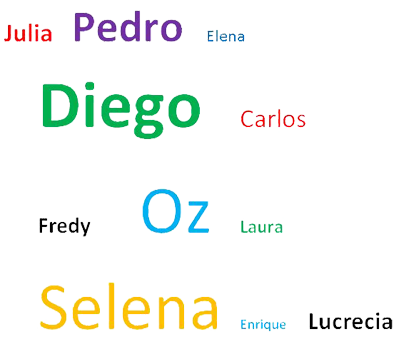 Julia Pedro Elena
Diego Carlos
Fredy Oz Laura
Selena Enrique Lucrecia